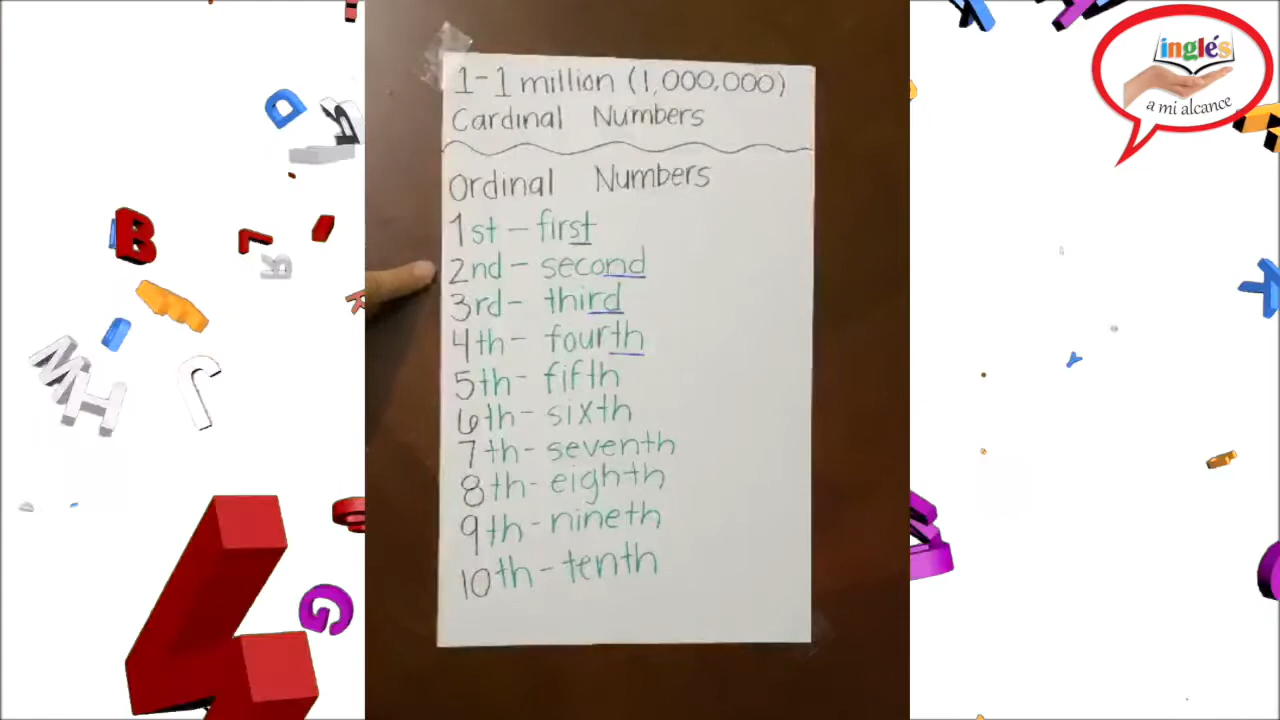 1-1 million (1,000,000)
Cardinal Numbers
Ordinal Numbers
1st - first
2nd - second
3rd - third
4th - fourth
5th - fifth
6th - sixth
7th - seventh
8th - eighth
9th - nineth
10th - tenth
inglés
a mi alcance